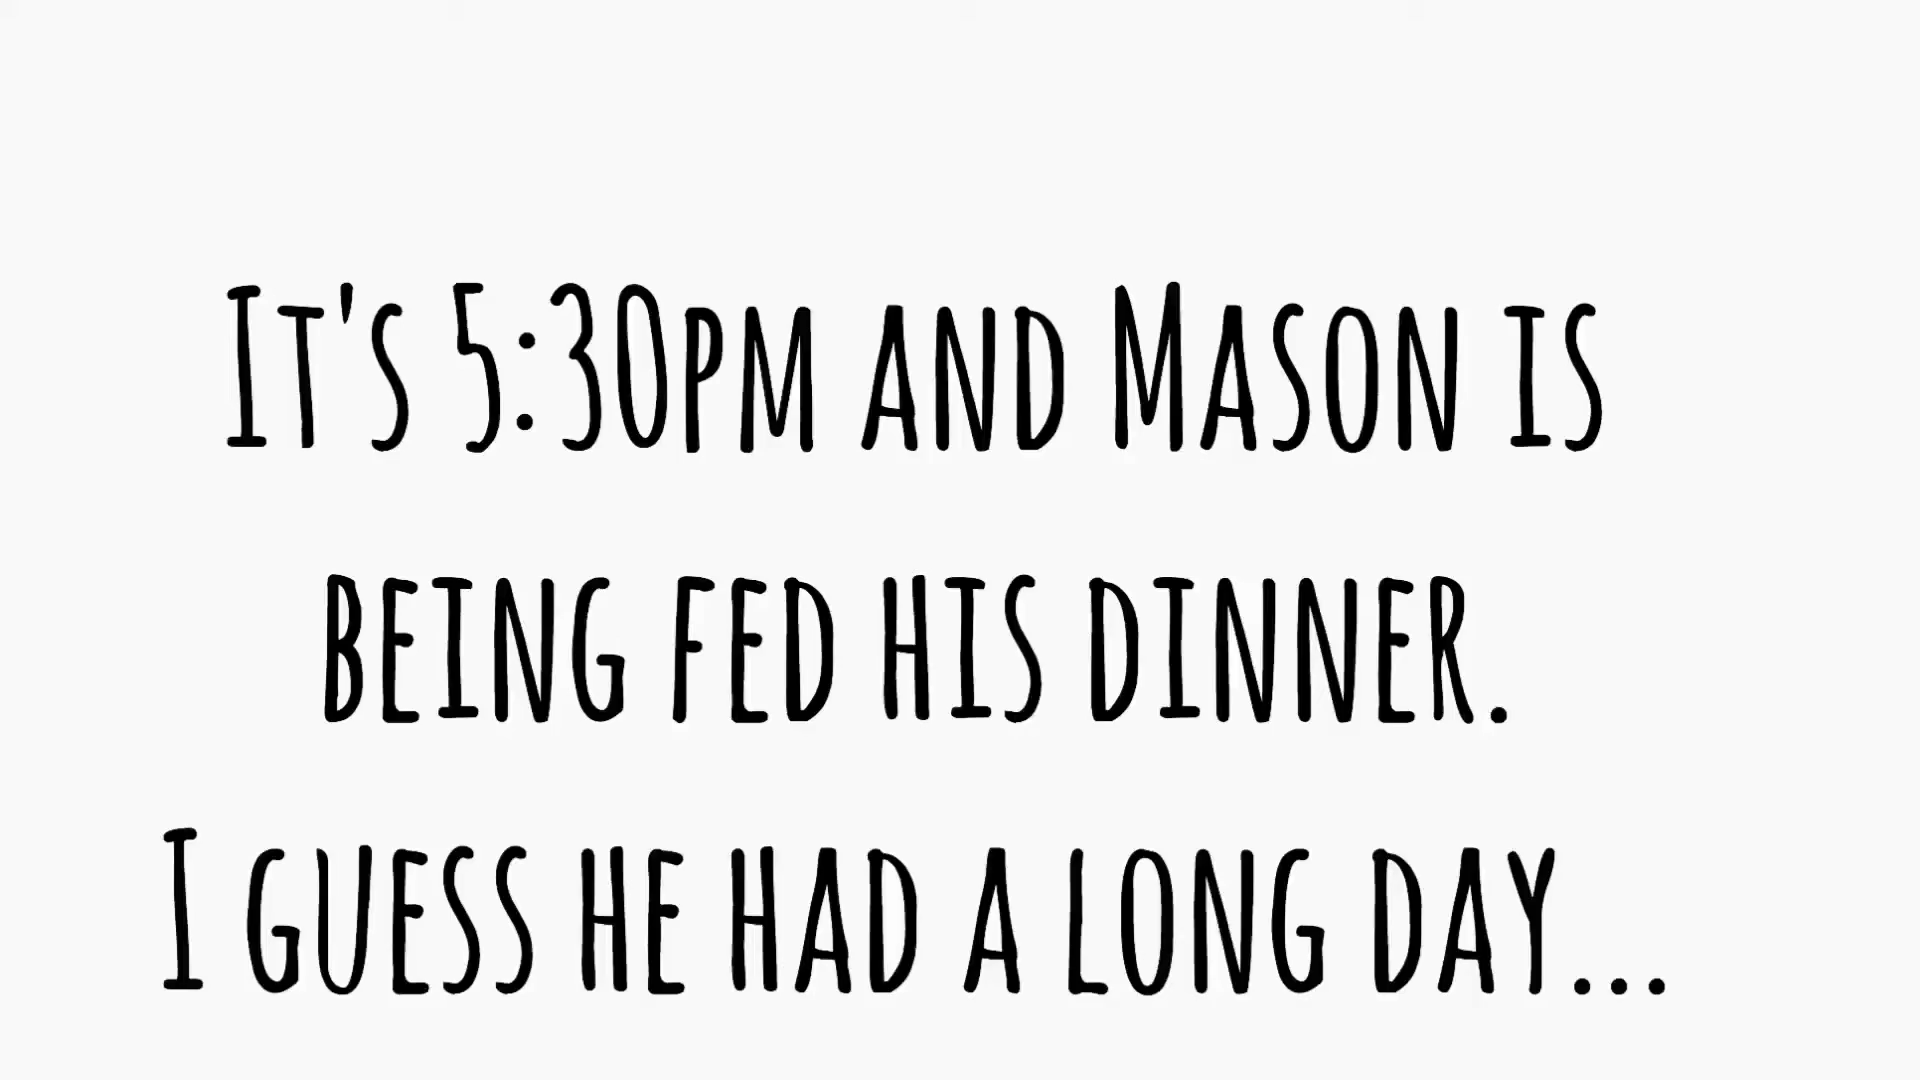 It's 5:30pm and Mason is
being fed his dinner.
I guess he had a long day...